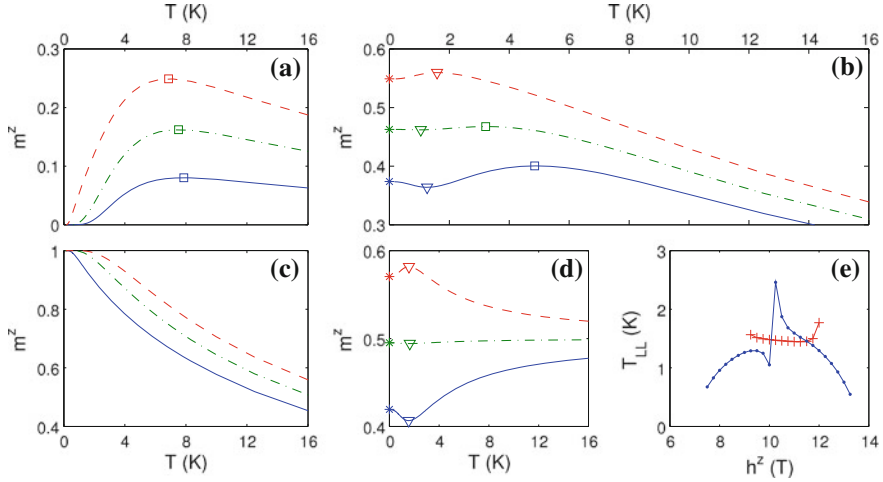 T (K)
0 4 8 12 16
T (K)
0 2 4 6 8 10 12 14 16
0.3
0.2
0.1
0
m^z
(a)
0.6
0.5
0.4
0.3
m^z
(b)
1
0.8
0.6
0.4
m^z
(c)
0 4 8 12 16
T (K)
0.6
0.5
0.4
m^z
(d)
0 4 8 12 16
T (K)
3
2
1
0
T_LL (K)
(e)
6 8 10 12 14
h^z (T)